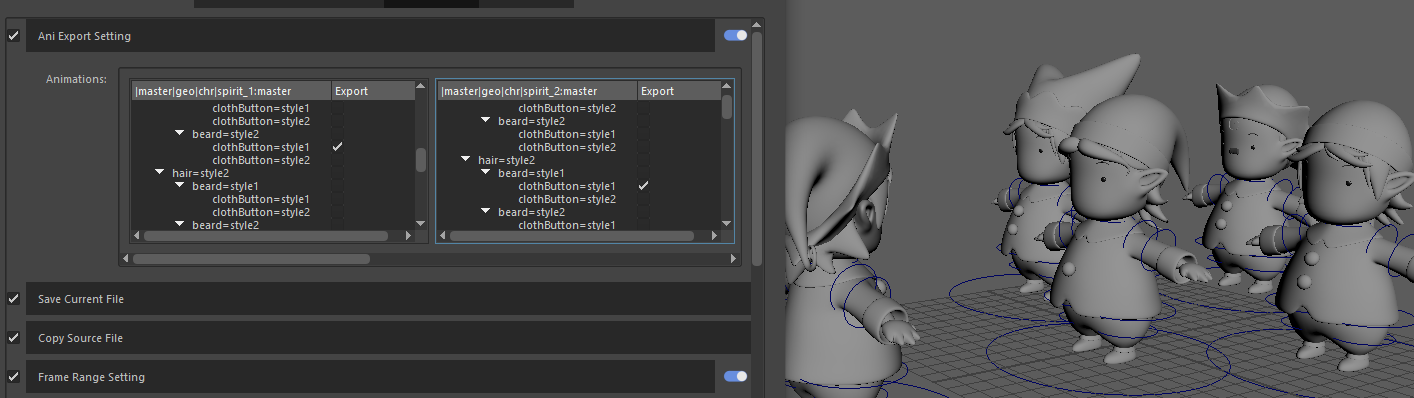 Ani Export Setting
Animations:
|master|geo|chr|spirit_1:master Export
clothButton=style1
clothButton=style2
beard=style2
clothButton=style1
clothButton=style2
hair=style2
beard=style1
clothButton=style1
clothButton=style2
beard=style2
|master|geo|chr|spirit_2:master Export
clothButton=style2
beard=style2
clothButton=style1
clothButton=style2
hair=style2
beard=style1
clothButton=style1
clothButton=style2
beard=style2
clothButton=style1
Save Current File
Copy Source File
Frame Range Setting